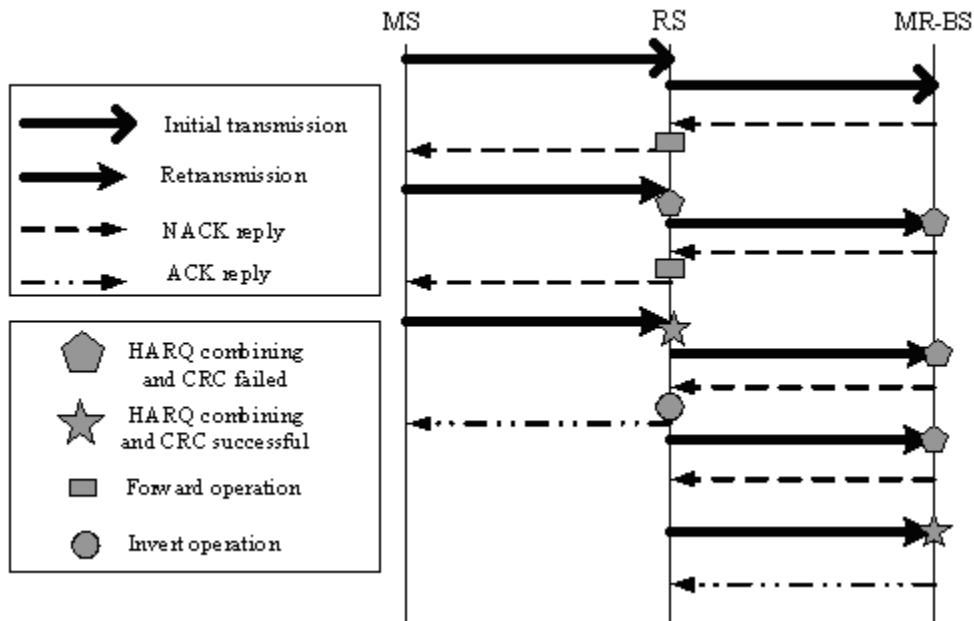 MS RS MR-BS
Initial transmission
Retransmission
NACK reply
ACK reply
HARQ combining
and CRC failed
HARQ combining
and CRC successful
Forward operation
Invert operation